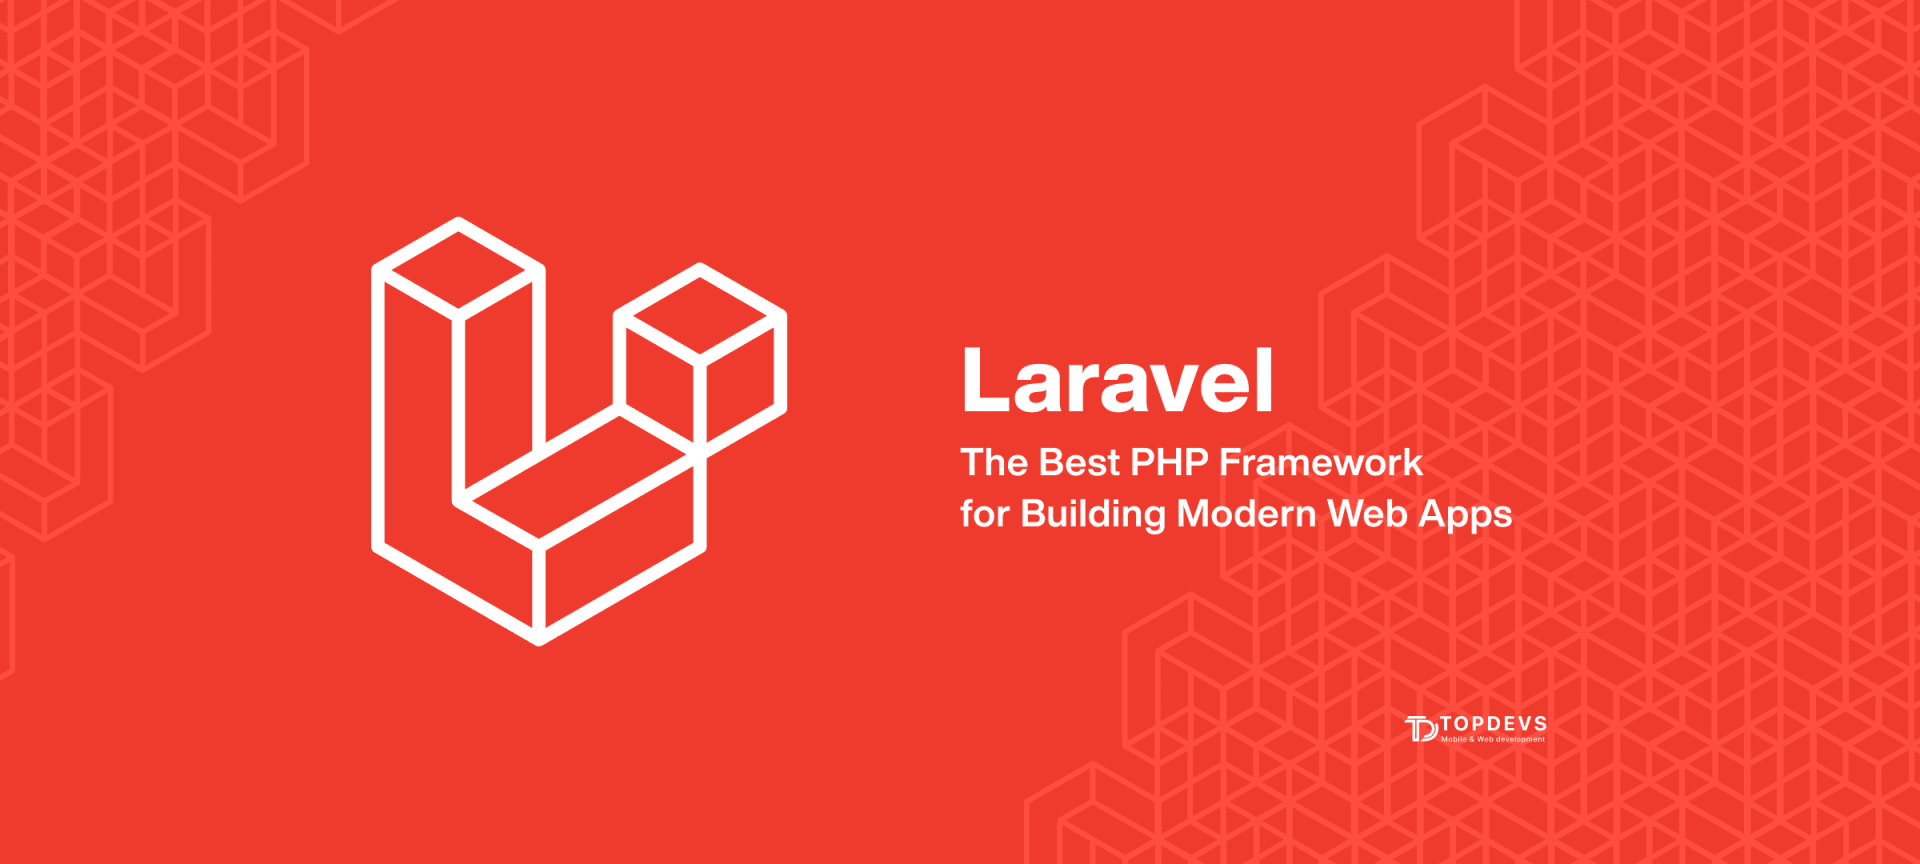 Laravel
The Best PHP Framework
for Building Modern Web Apps
TOPDEVS
Mobile & Web development